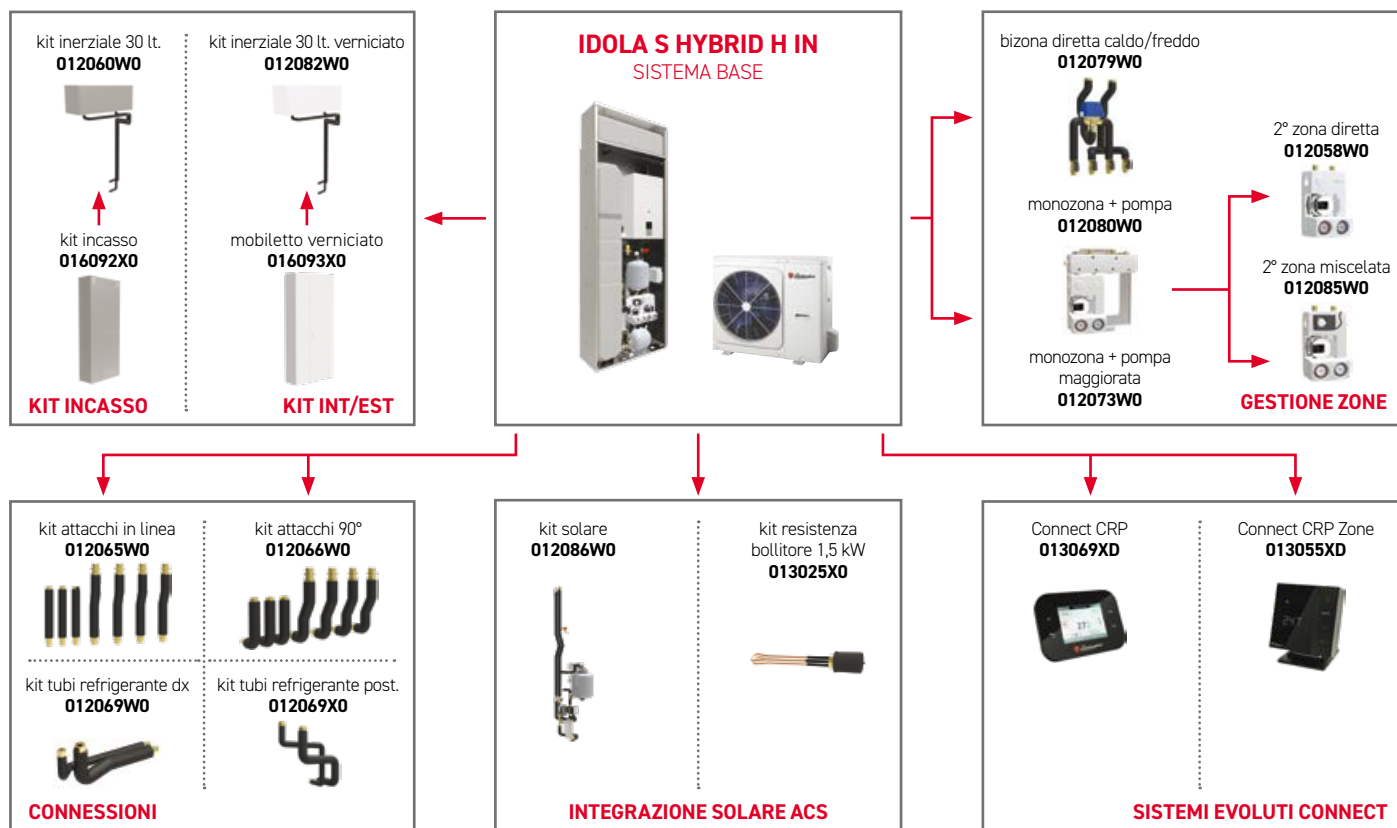 kit inerziale 30 lt.
012060W0
kit inerziale 30 lt. verniciato
012082W0
kit incasso
016092X0
mobiletto verniciato
016093X0
KIT INCASSO
KIT INT/EST
IDOLA S HYBRID H IN
SISTEMA BASE
bizona diretta caldo/freddo
012079W0
monozona + pompa
012080W0
monozona + pompa
maggiorata
012073W0
2° zona diretta
012058W0
2° zona miscelata
012085W0
GESTIONE ZONE
kit attacchi in linea
012065W0
kit attacchi 90°
012066W0
kit tubi refrigerante dx
012069W0
kit tubi refrigerante post.
012069X0
CONNESSIONI
kit solare
012086W0
kit resistenza
bollitore 1,5 kW
013025X0
INTEGRAZIONE SOLARE ACS
Connect CRP
013069XD
Connect CRP Zone
013055XD
SISTEMI EVOLUTI CONNECT